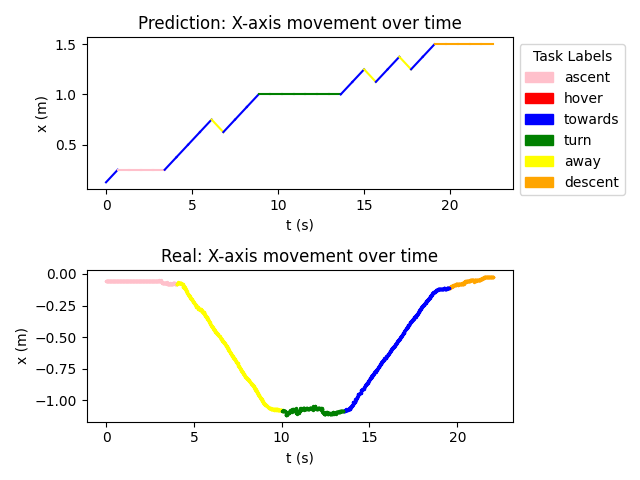 Prediction: X-axis movement over time
1.5
1.0
0.5
x (m)
0 5 10 15 20
t (s)
Task Labels
ascent
hover
towards
turn
away
descent
Real: X-axis movement over time
0.00
−0.25
−0.50
−0.75
−1.00
x (m)
0 5 10 15 20
t (s)